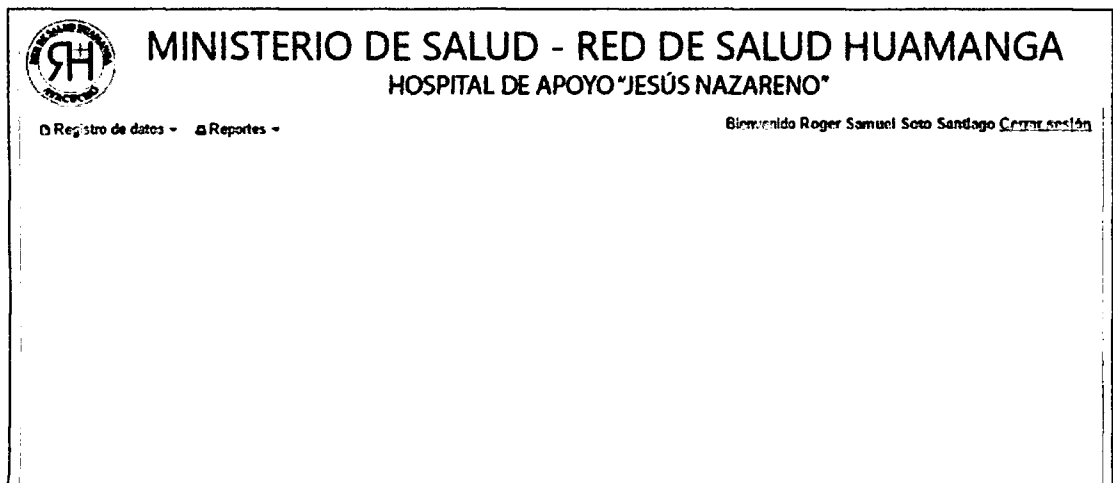 MINISTERIO DE SALUD - RED DE SALUD HUAMANGA
HOSPITAL DE APOYO "JESÚS NAZARENO"
Registro de datos Reportes Bienvenido Roger Samuel Soto Santiago Cerrar sesión